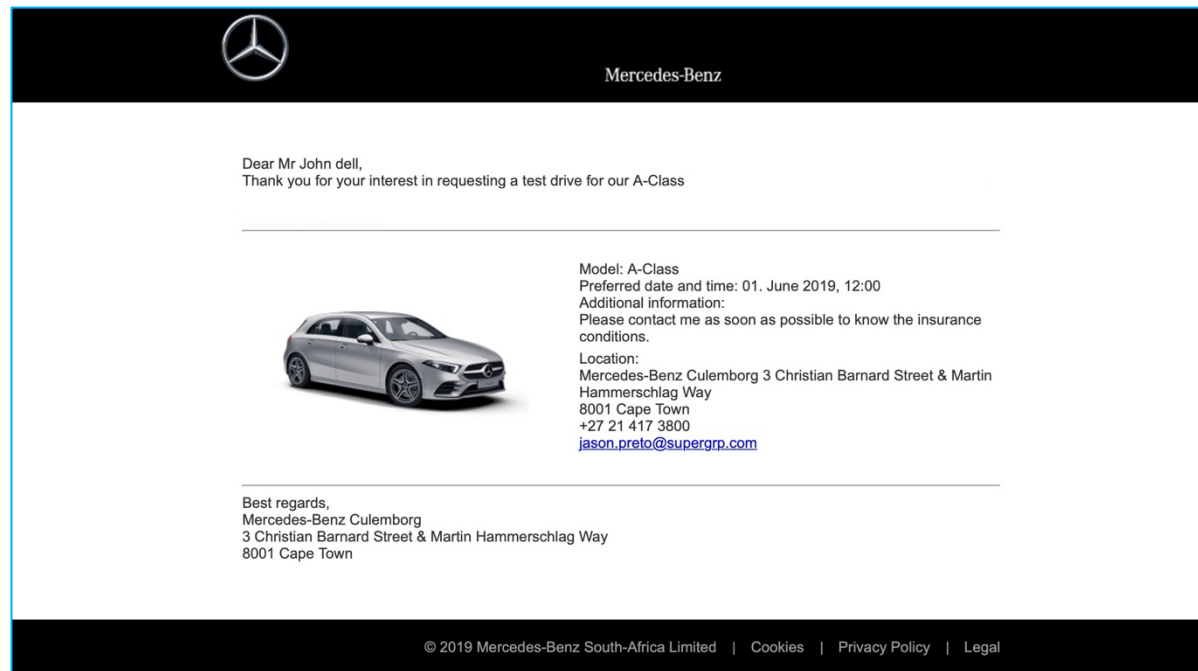 Mercedes-Benz
Dear Mr John dell,
Thank you for your interest in requesting a test drive for our A-Class
Model: A-Class
Preferred date and time: 01. June 2019, 12:00
Additional information:
Please contact me as soon as possible to know the insurance
conditions.
Location:
Mercedes-Benz Culemborg 3 Christian Barnard Street & Martin
Hammerschlag Way
8001 Cape Town
+27 21 417 3800
jason.preto@supergrp.com
Best regards,
Mercedes-Benz Culemborg
3 Christian Barnard Street & Martin Hammerschlag Way
8001 Cape Town
© 2019 Mercedes-Benz South-Africa Limited | Cookies | Privacy Policy | Legal